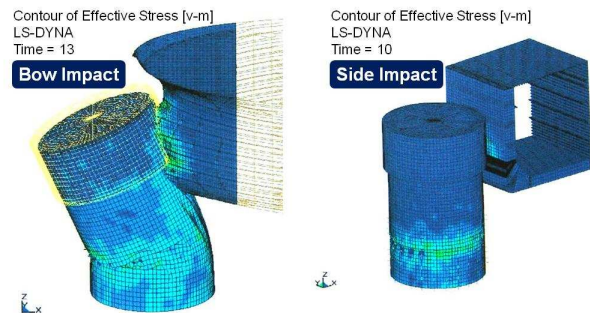 Contour of Effective Stress [v-m]
LS-DYNA
Time = 13
Bow Impact
Contour of Effective Stress [v-m]
LS-DYNA
Time = 10
Side Impact
Z
Y X
Z
Y X